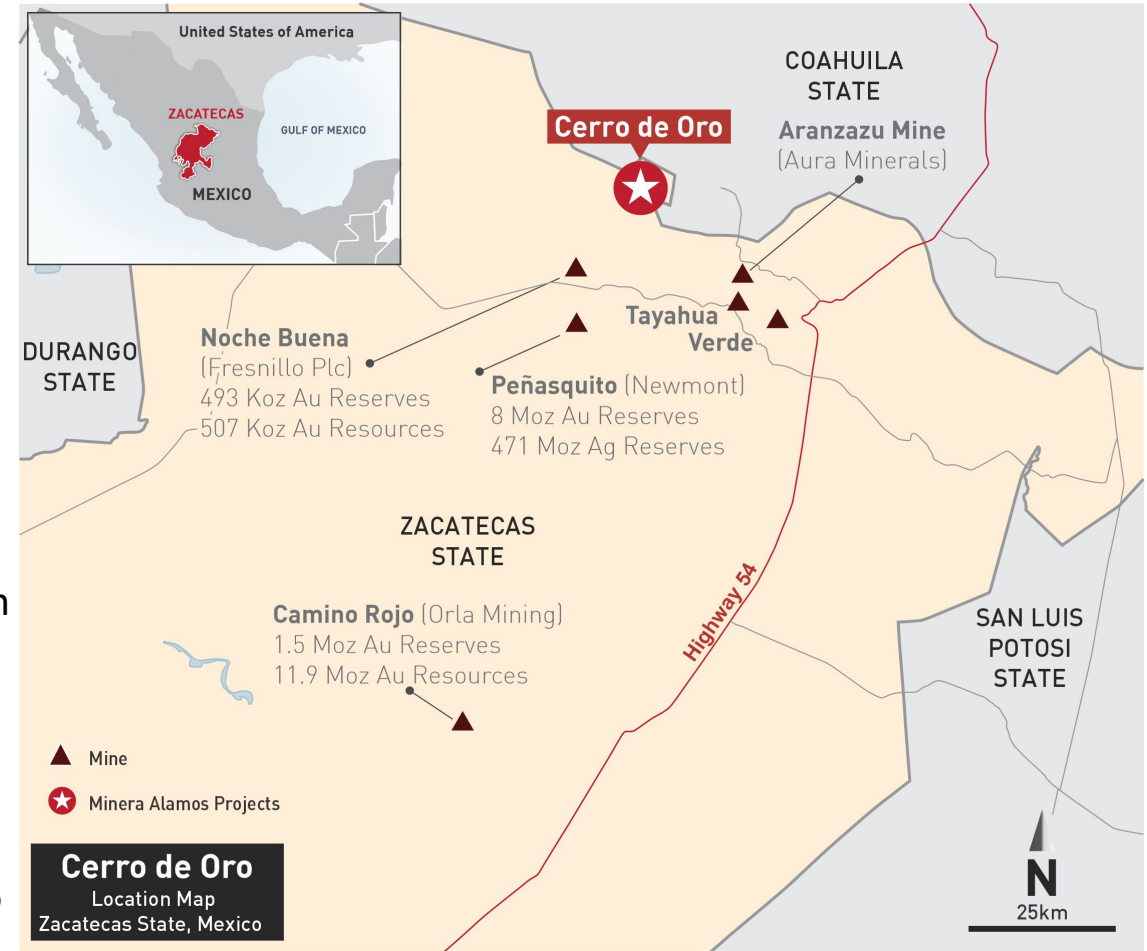 United States of America
ZACATECAS
GULF OF MEXICO
MEXICO
COAHUILA
STATE
Cerro de Oro
Aranzazu Mine
(Aura Minerals)
Tayahua
Verde
Noche Buena
(Fresnillo Plc)
493 Koz Au Reserves
507 Koz Au Resources
DURANGO
STATE
Peñasquito (Newmont)
8 Moz Au Reserves
471 Moz Ag Reserves
ZACATECAS
STATE
Highway 54
Camino Rojo (Orla Mining)
1.5 Moz Au Reserves
11.9 Moz Au Resources
SAN LUIS
POTOSI
STATE
Mine
Minera Alamos Projects
Cerro de Oro
Location Map
Zacatecas State, Mexico
N
25km